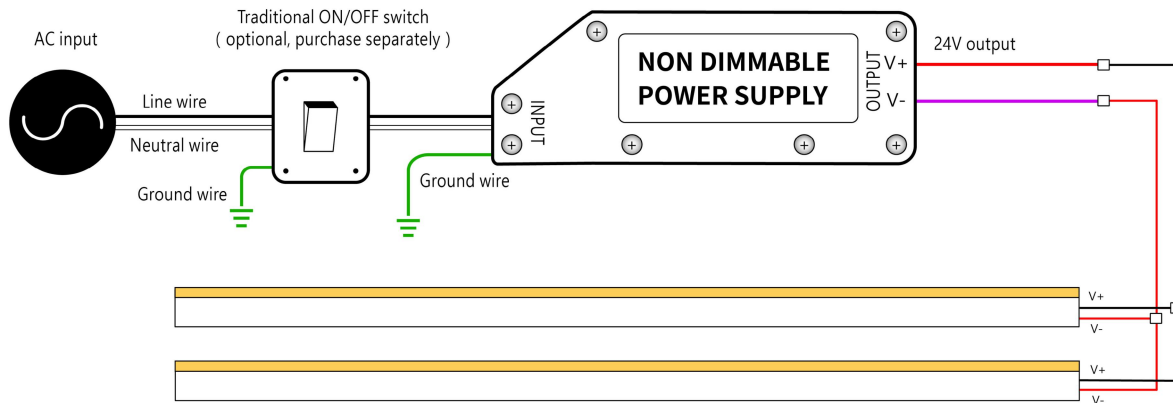 AC input
Traditional ON/OFF switch
( optional, purchase separately )
Line wire
Neutral wire
Ground wire
Ground wire
INPUT
NON DIMMABLE
POWER SUPPLY
OUTPUT
V+
V-
24V output
V+
V-
V+
V-